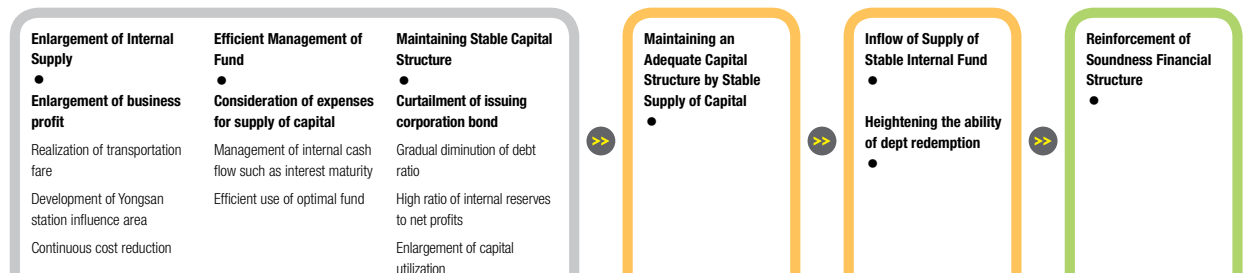 Enlargement of Internal
Supply
●
Enlargement of business
profit
Realization of transportation
fare
Development of Yongsan
station influence area
Continuous cost reduction
Efficient Management of
Fund
●
Consideration of expenses
for supply of capital
Management of internal cash
flow such as interest maturity
Efficient use of optimal fund
Maintaining Stable Capital
Structure
●
Curtailment of issuing
corporation bond
Gradual diminution of debt
ratio
High ratio of internal reserves
to net profits
Enlargement of capital
utilization
>>
Maintaining an
Adequate Capital
Structure by Stable
Supply of Capital
●
>>
Inflow of Supply of
Stable Internal Fund
●
Heightening the ability
of dept redemption
●
>>
Reinforcement of
Soundness Financial
Structure
●